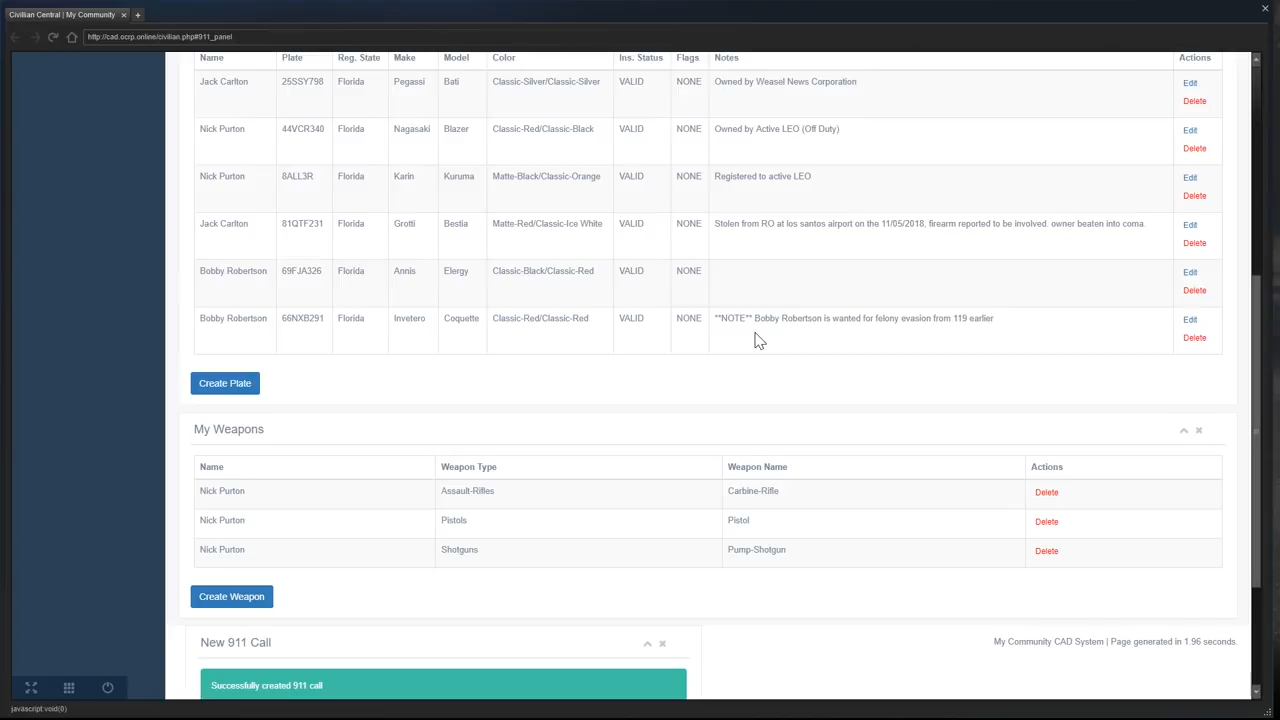 Civillian Central | My Community × +
http://cad.ocrp.online/civilian.php#911_panel
Name Plate Reg. State Make Model Color Ins. Status Flags Notes Actions
Jack Carlton 25SSY798 Florida Pegassi Bati Classic-Silver/Classic-Silver VALID NONE Owned by Weasel News Corporation Edit
Delete
Nick Purton 44VCR340 Florida Nagasaki Blazer Classic-Red/Classic-Black VALID NONE Owned by Active LEO (Off Duty) Edit
Delete
Nick Purton 8ALL3R Florida Karin Kuruma Matte-Black/Classic-Orange VALID NONE Registered to active LEO Edit
Delete
Jack Carlton 81QTF231 Florida Grotti Bestia Matte-Red/Classic-Ice White VALID NONE Stolen from RO at los santos airport on the 11/05/2018, firearm reported to be involved. owner beaten into coma. Edit
Delete
Bobby Robertson 69FJA326 Florida Annis Elergy Classic-Black/Classic-Red VALID NONE Edit
Delete
Bobby Robertson 66NXB291 Florida Invetero Coquette Classic-Red/Classic-Red VALID NONE **NOTE** Bobby Robertson is wanted for felony evasion from 119 earlier Edit
Delete
Create Plate
My Weapons
Name Weapon Type Weapon Name Actions
Nick Purton Assault-Rifles Carbine-Rifle Delete
Nick Purton Pistols Pistol Delete
Nick Purton Shotguns Pump-Shotgun Delete
Create Weapon
New 911 Call
My Community CAD System | Page generated in 1.96 seconds.
Successfully created 911 call
javascript:void(0)